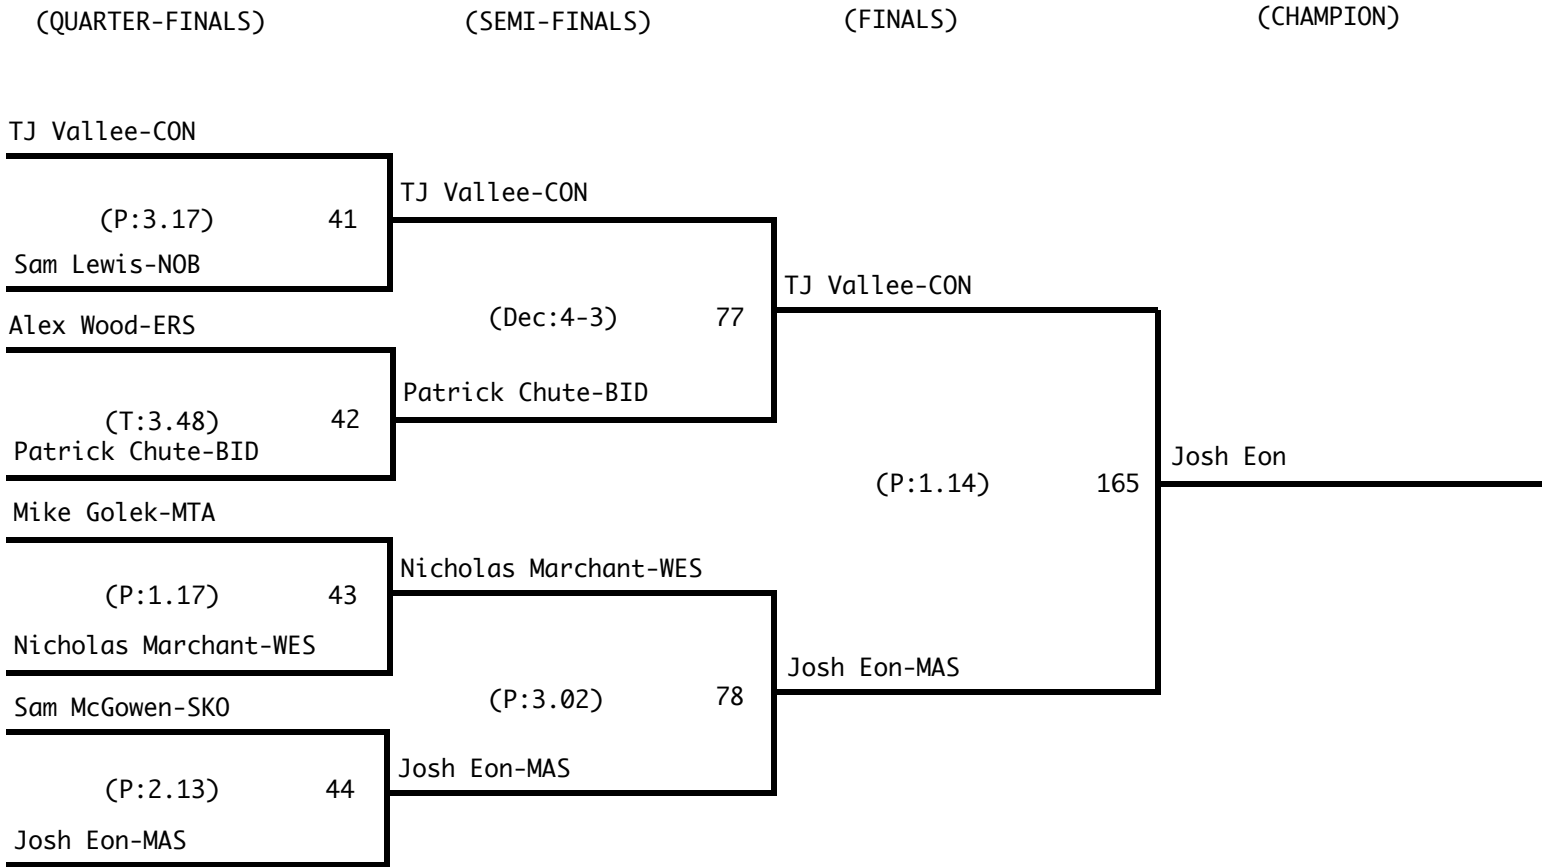 (QUARTER-FINALS) (SEMI-FINALS) (FINALS) (CHAMPION)
TJ Vallee-CON
(P:3.17) 41
Sam Lewis-NOB
TJ Vallee-CON
Alex Wood-ERS
(T:3.48) 42
Patrick Chute-BID
(Dec:4-3) 77
Patrick Chute-BID
TJ Vallee-CON
Mike Golek-MTA
(P:1.17) 43
Nicholas Marchant-WES
Nicholas Marchant-WES
Sam McGowen-SKO
(P:2.13) 44
Josh Eon-MAS
(P:3.02) 78
Josh Eon-MAS
Josh Eon-MAS
(P:1.14) 165
Josh Eon